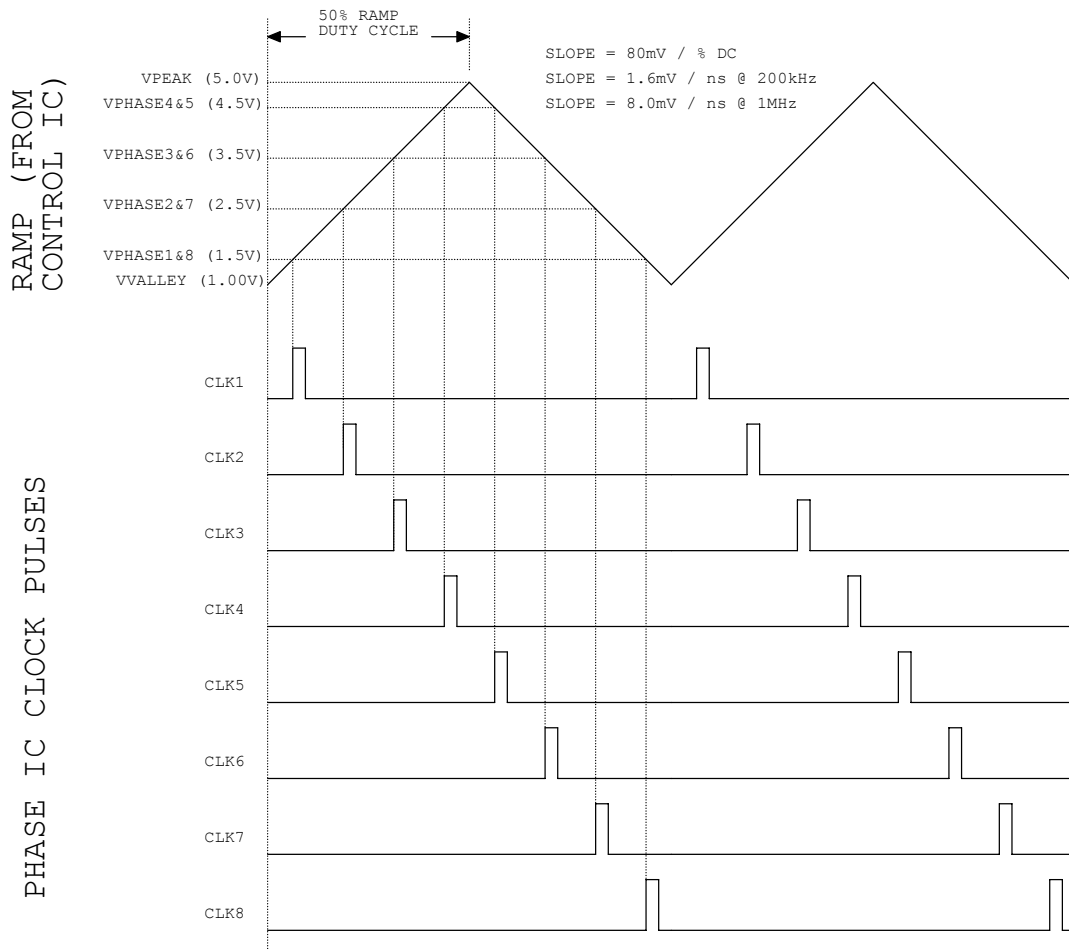 50% RAMP
DUTY CYCLE
SLOPE = 80mV / % DC
SLOPE = 1.6mV / ns @ 200kHz
SLOPE = 8.0mV / ns @ 1MHz
RAMP (FROM
CONTROL IC)
VPEAK (5.0V)
VPHASE4&5 (4.5V)
VPHASE3&6 (3.5V)
VPHASE2&7 (2.5V)
VPHASE1&8 (1.5V)
VVALLEY (1.00V)
PHASE IC CLOCK PULSES
CLK1
CLK2
CLK3
CLK4
CLK5
CLK6
CLK7
CLK8